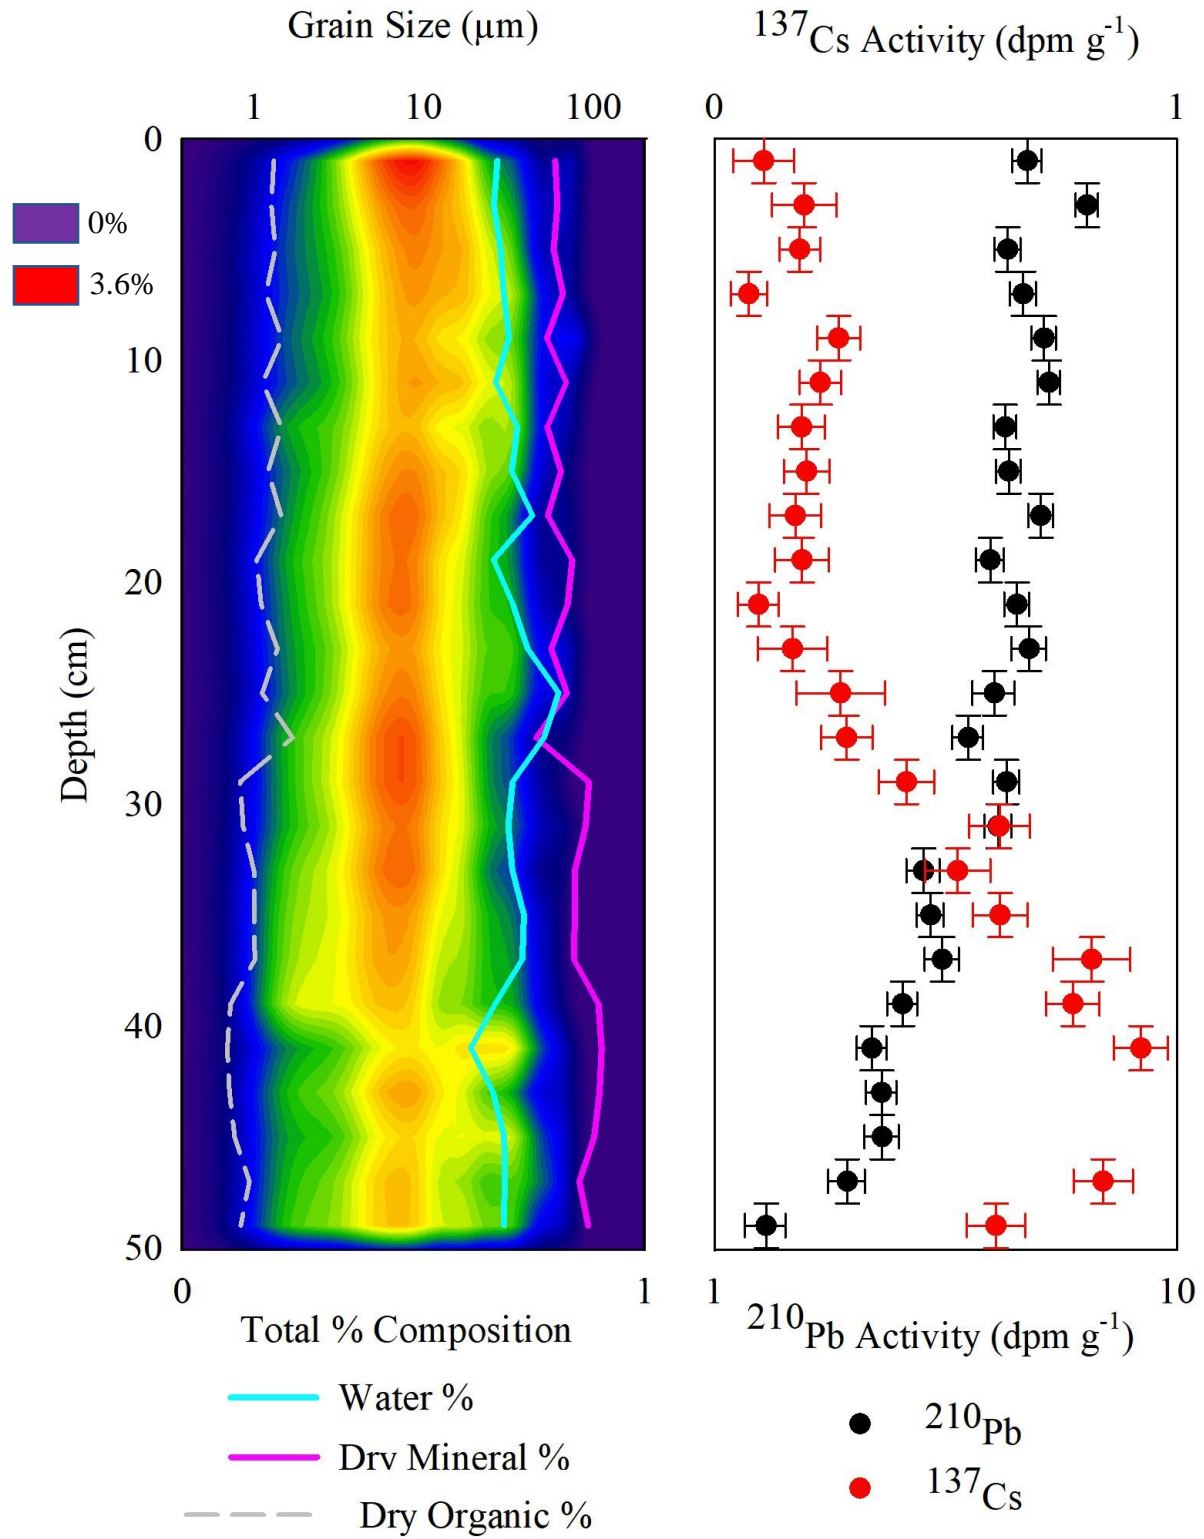 Grain Size (µm)
¹³⁷Cs Activity (dpm g⁻¹)
1 10 100
0 1
0
0%
3.6%
10
20
Depth (cm)
30
40
50
0 1
1 10
Total % Composition
²¹⁰Pb Activity (dpm g⁻¹)
Water %
Drv Mineral %
Dry Organic %
²¹⁰Pb
¹³⁷Cs